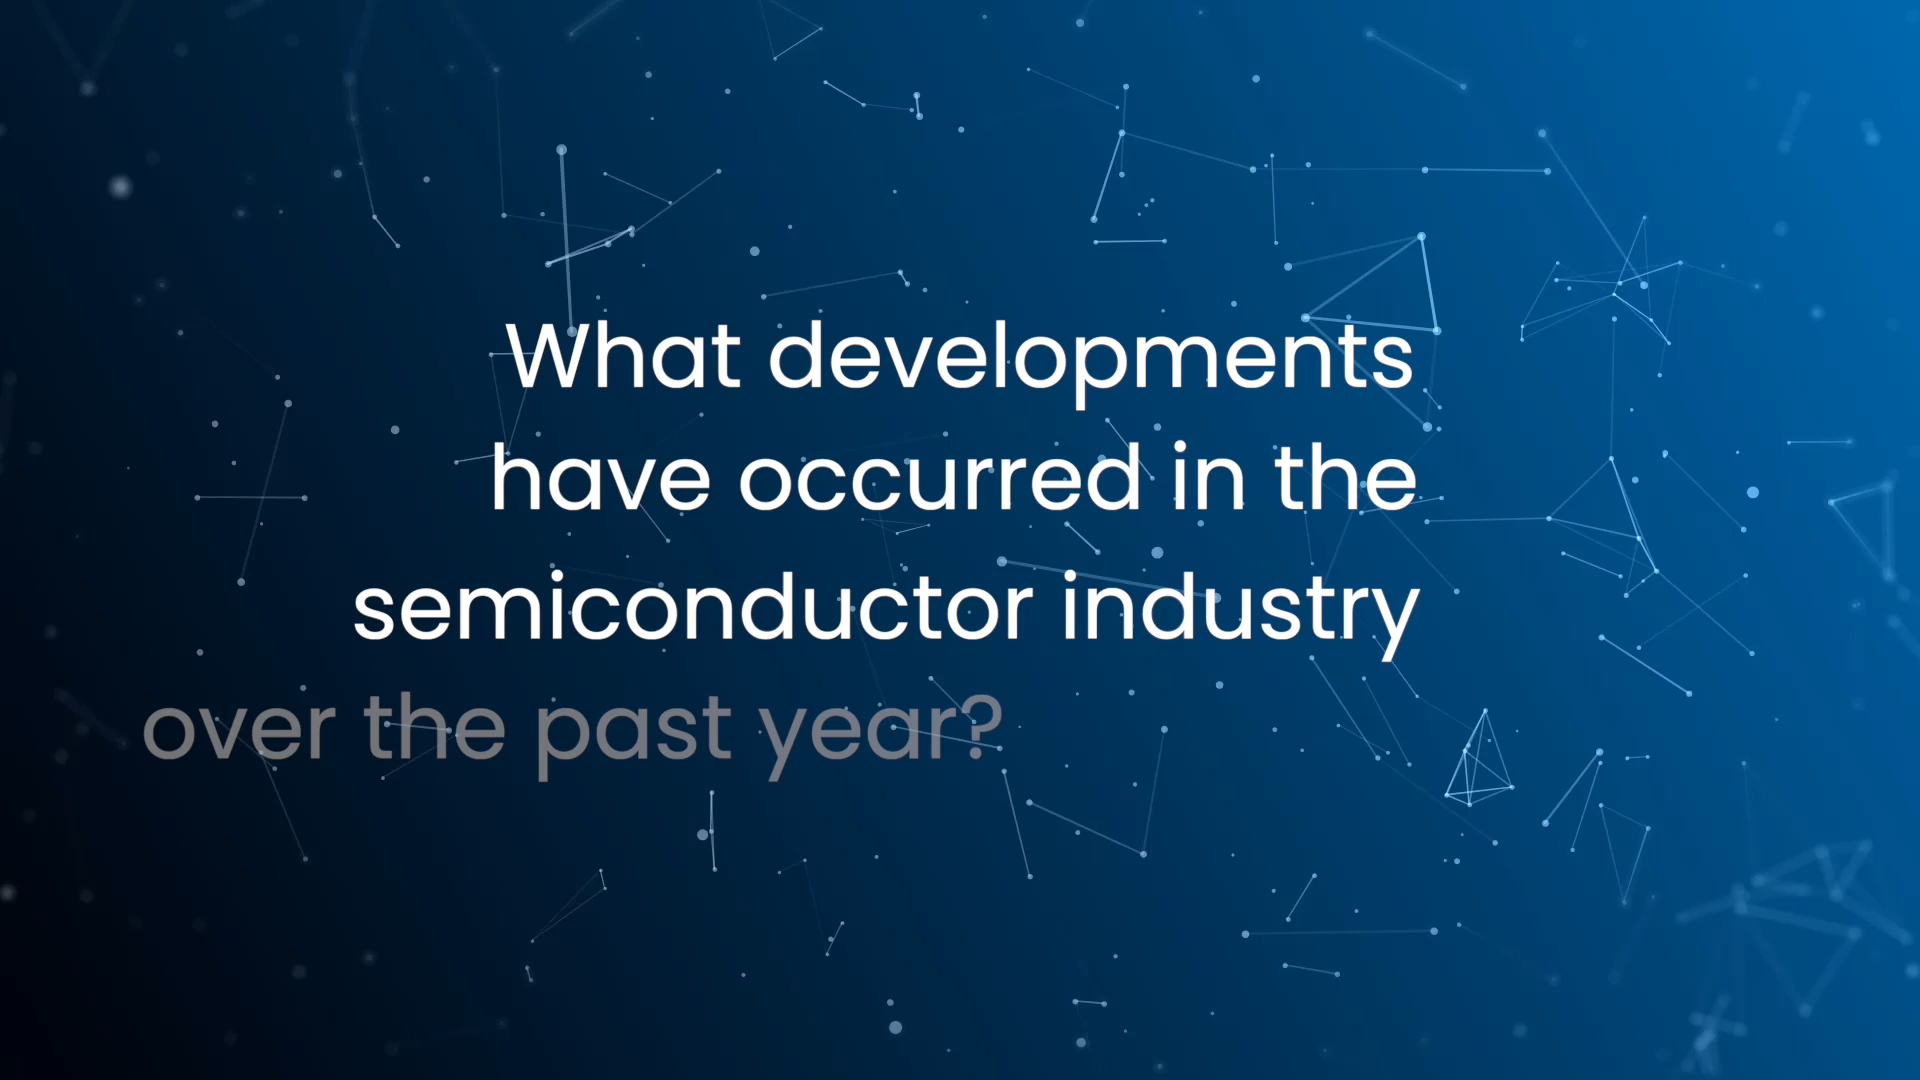 What developments
have occurred in the
semiconductor industry
over the past year?